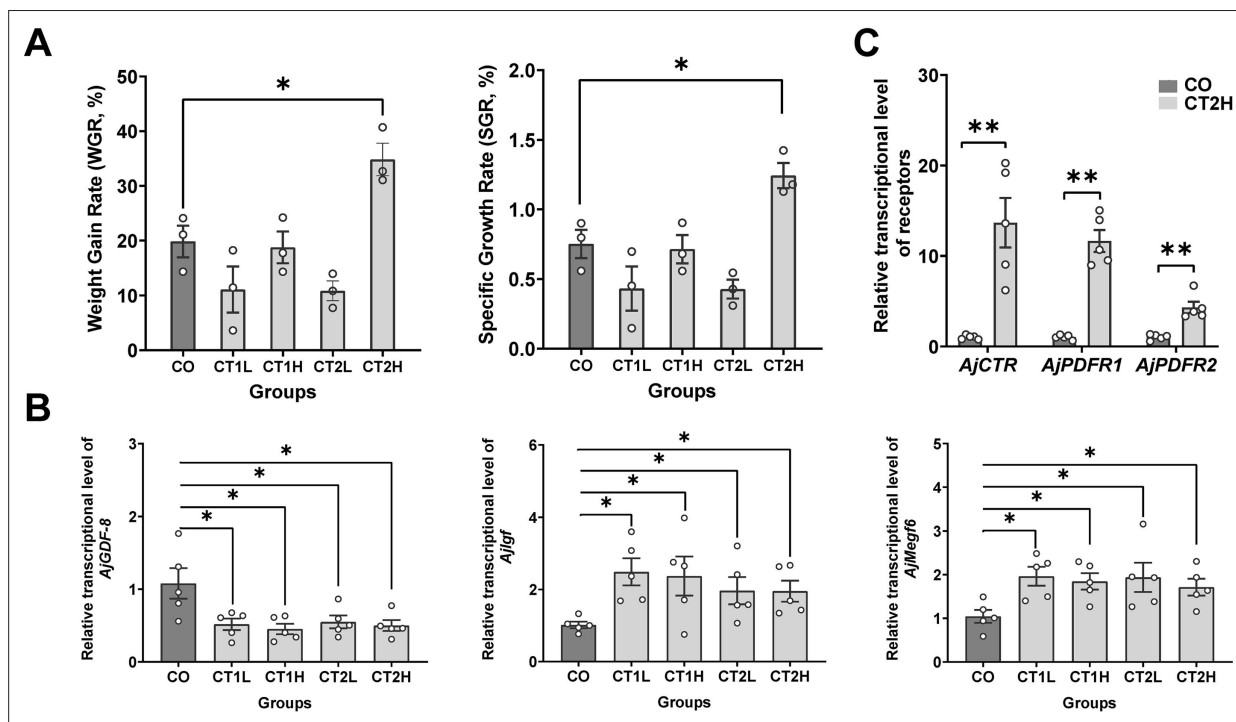 A
Weight Gain Rate (WGR, %)
50
40
30
20
10
0
*
CO CT1L CT1H CT2L CT2H
Groups
Specific Growth Rate (SGR, %)
2.0
1.5
1.0
0.5
0.0
*
CO CT1L CT1H CT2L CT2H
Groups
C
Relative transcriptional level
of receptors
30
20
10
0
CO
CT2H
**
**
**
AjCTR AjPDFR1 AjPDFR2
B
Relative transcriptional level of
AjGDF-8
3
2
1
0
*
*
*
*
CO CT1L CT1H CT2L CT2H
Groups
Relative transcriptional level of
AjIgf
6
4
2
0
*
*
*
*
CO CT1L CT1H CT2L CT2H
Groups
Relative transcriptional level of
AjMegf6
5
4
3
2
1
0
*
*
*
*
CO CT1L CT1H CT2L CT2H
Groups